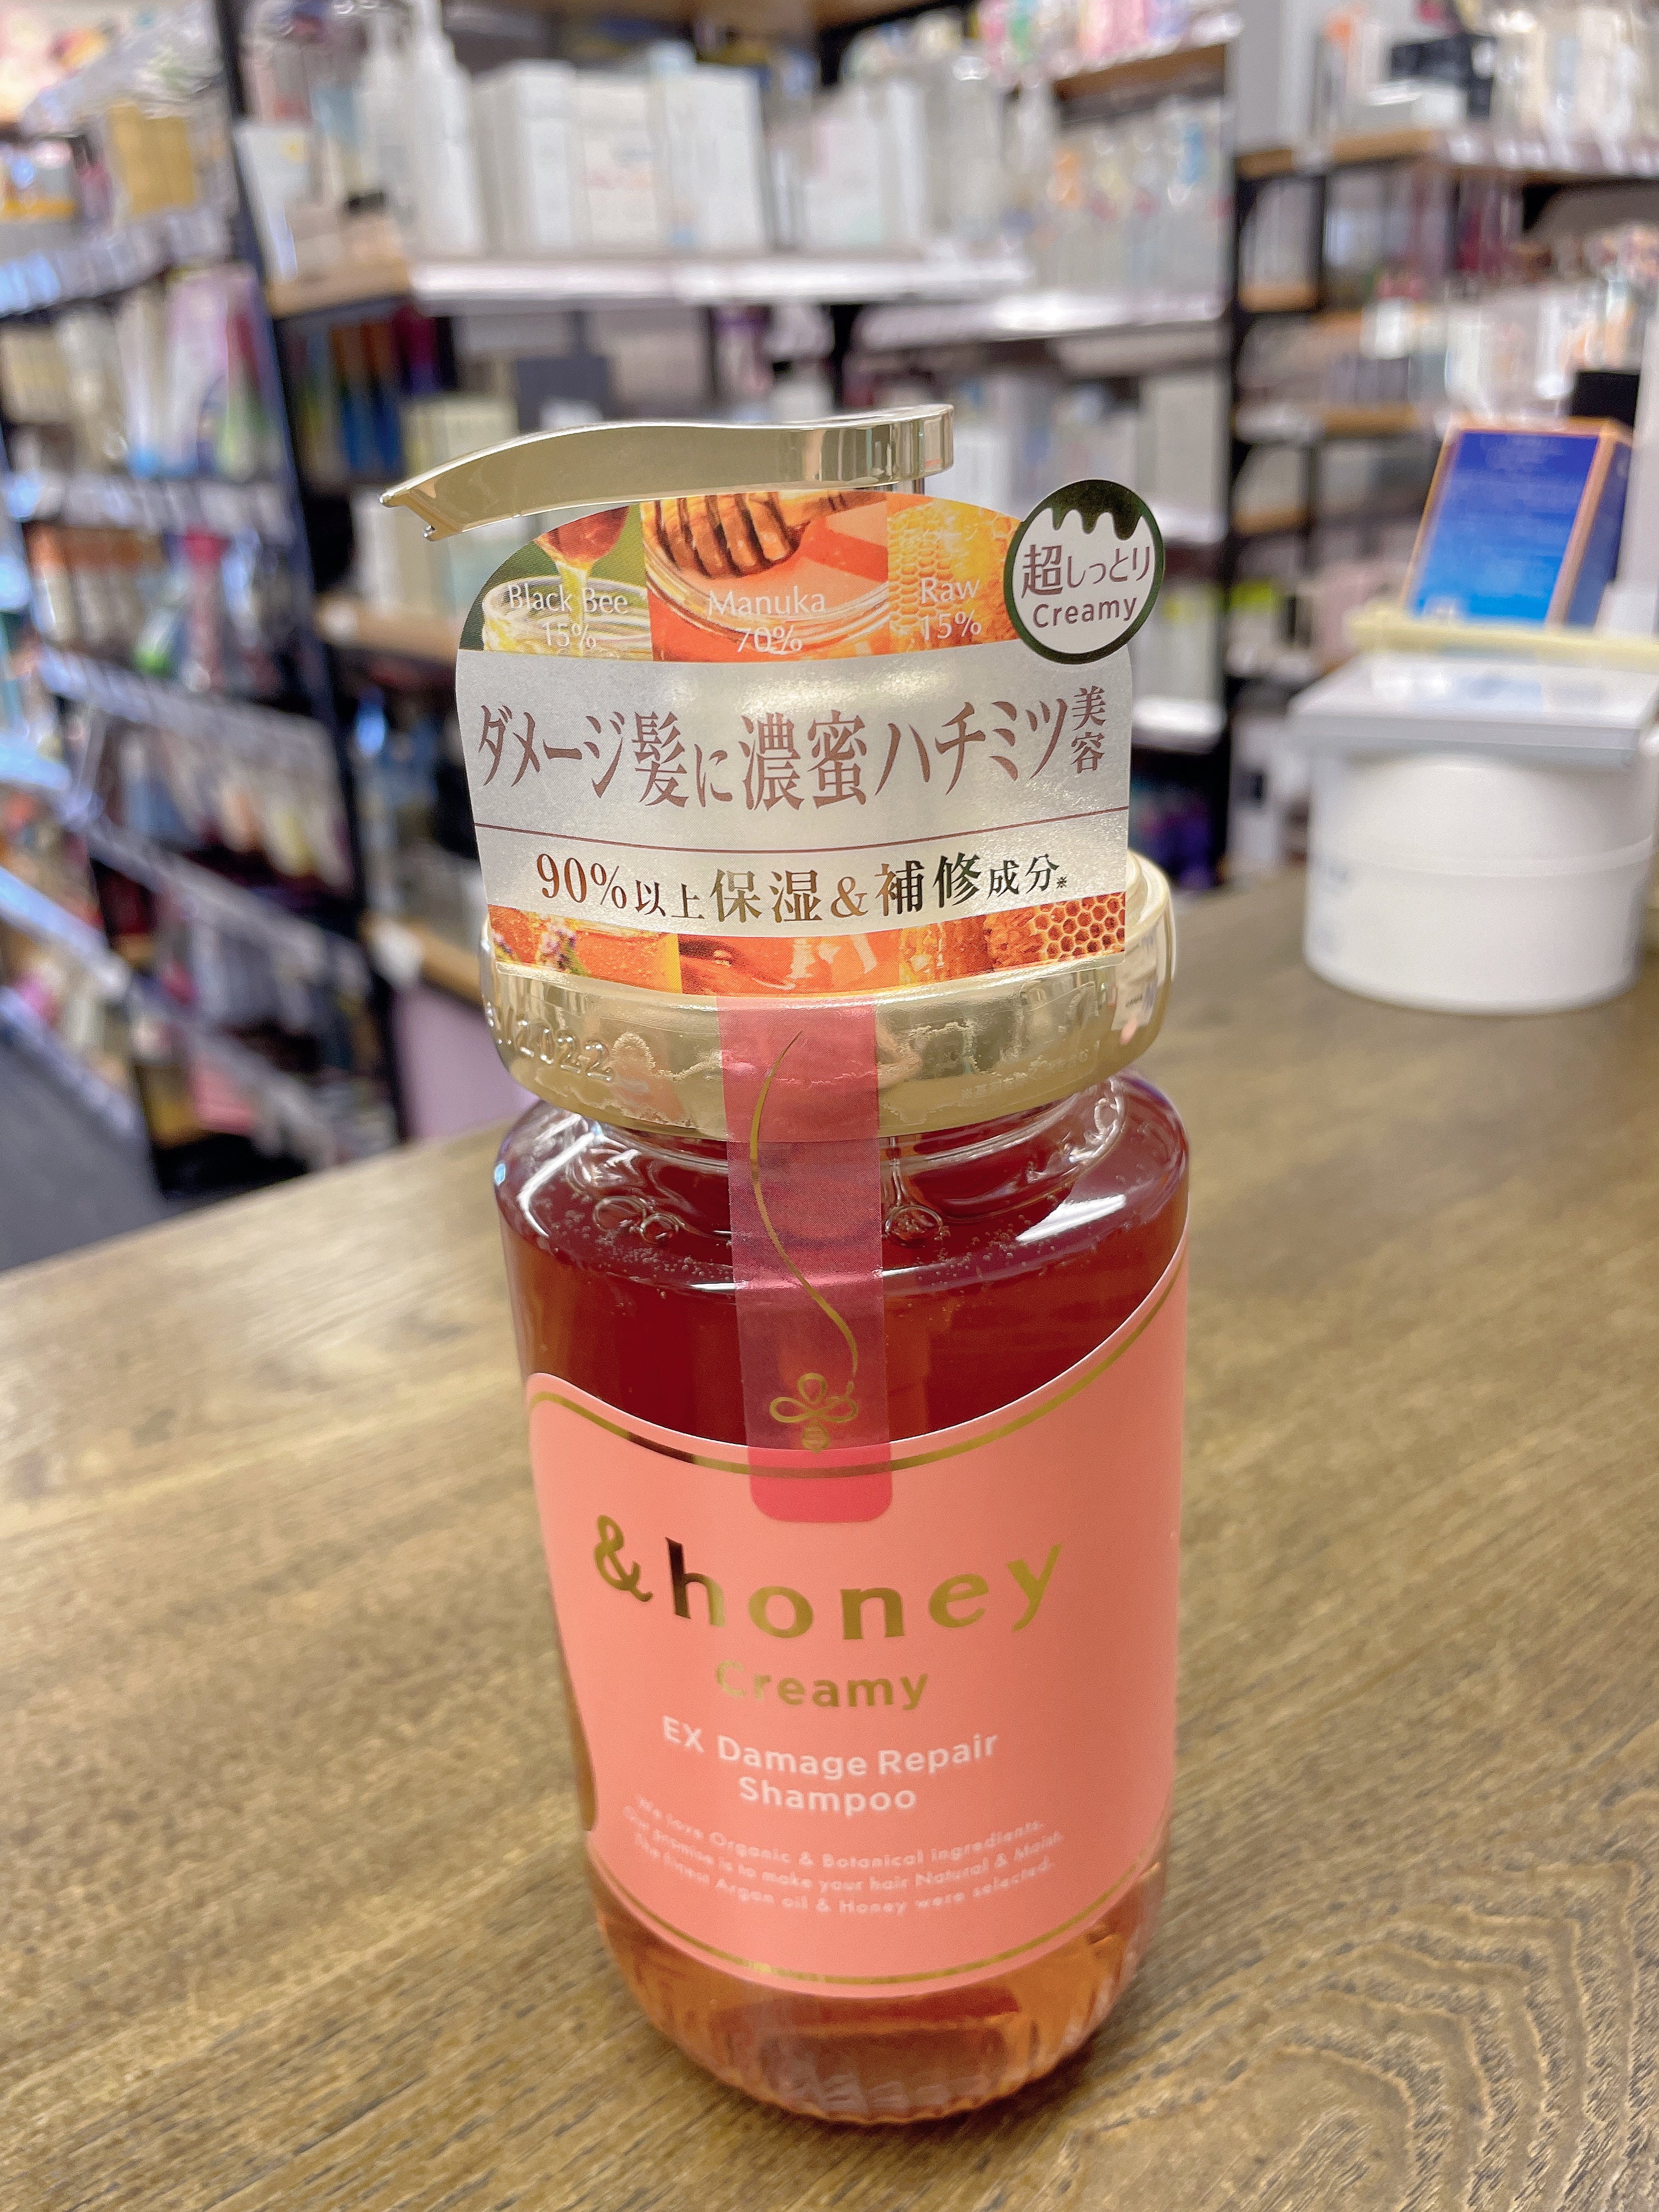 Black Bee
15%
Manuka
70%
Raw
15%
超しっとり
Creamy
ダメージ髪に濃蜜ハチミツ美容
90%以上保湿&補修成分※
/2022
&honey
Creamy
EX Damage Repair
Shampoo
We love Organic & Botanical ingredients.
Our promise is to make your hair Natural & Moist.
The finest Argan oil & Honey were selected.